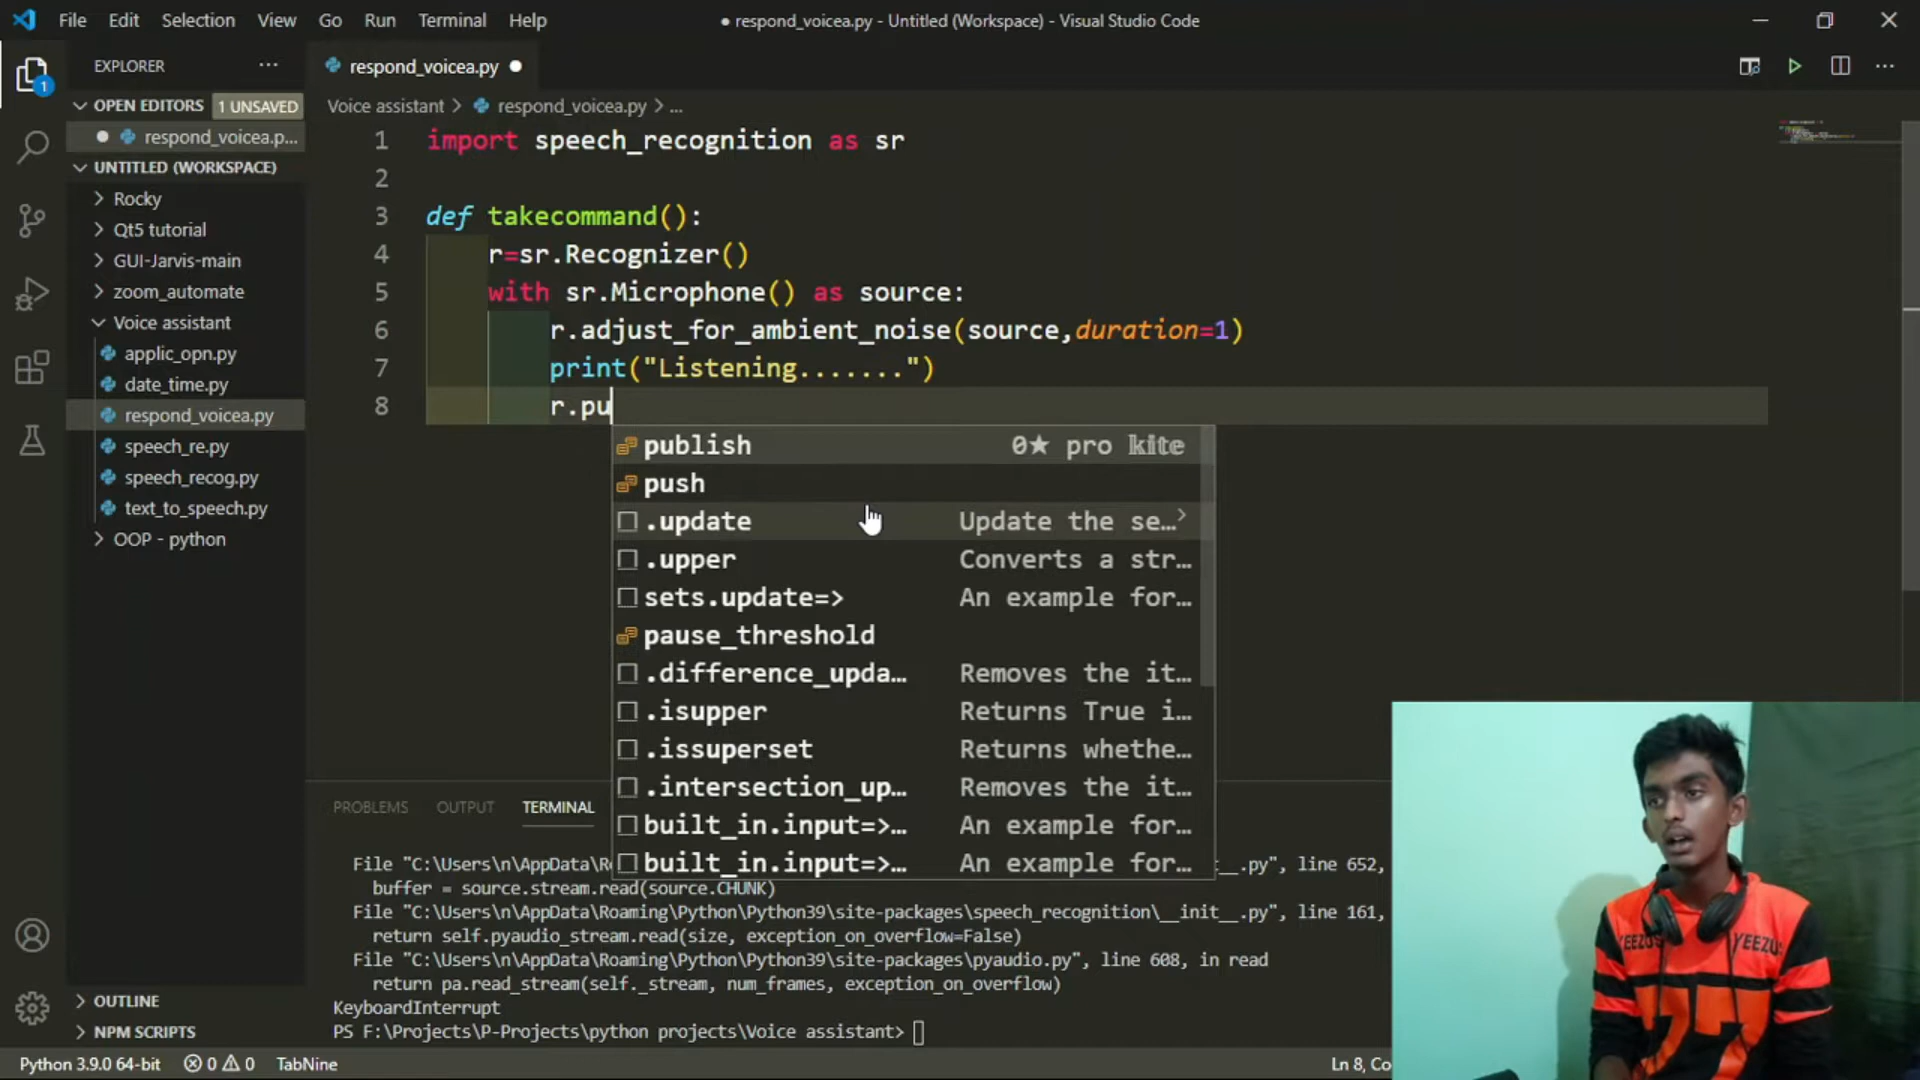 File Edit Selection View Go Run Terminal Help
● respond_voicea.py - Untitled (Workspace) - Visual Studio Code
EXPLORER ...
1
OPEN EDITORS 1 UNSAVED
respond_voicea.p...
UNTITLED (WORKSPACE)
Rocky
Qt5 tutorial
GUI-Jarvis-main
zoom_automate
Voice assistant
applic_opn.py
date_time.py
respond_voicea.py
speech_re.py
speech_recog.py
text_to_speech.py
OOP - python
OUTLINE
NPM SCRIPTS
respond_voicea.py
Voice assistant > respond_voicea.py > ...
1 import speech_recognition as sr
2
3 def takecommand():
4 r=sr.Recognizer()
5 with sr.Microphone() as source:
6 r.adjust_for_ambient_noise(source,duration=1)
7 print("Listening.......")
8 r.pu
publish 0★ pro kite
push
.update Update the se…
.upper Converts a str…
sets.update=> An example for…
pause_threshold
.difference_upda… Removes the it…
.isupper Returns True i…
.issuperset Returns whethe…
.intersection_up… Removes the it…
built_in.input=>… An example for…
built_in.input=>… An example for…
PROBLEMS OUTPUT TERMINAL
File "C:\Users\n\AppData\R t__.py", line 652,
buffer = source.stream.read(source.CHUNK)
File "C:\Users\n\AppData\Roaming\Python\Python39\site-packages\speech_recognition\__init__.py", line 161,
return self.pyaudio_stream.read(size, exception_on_overflow=False)
File "C:\Users\n\AppData\Roaming\Python\Python39\site-packages\pyaudio.py", line 608, in read
return pa.read_stream(self._stream, num_frames, exception_on_overflow)
KeyboardInterrupt
PS F:\Projects\P-Projects\python projects\Voice assistant>
YEEZUS YEEZUS
Python 3.9.0 64-bit 0 0 TabNine
Ln 8, Co